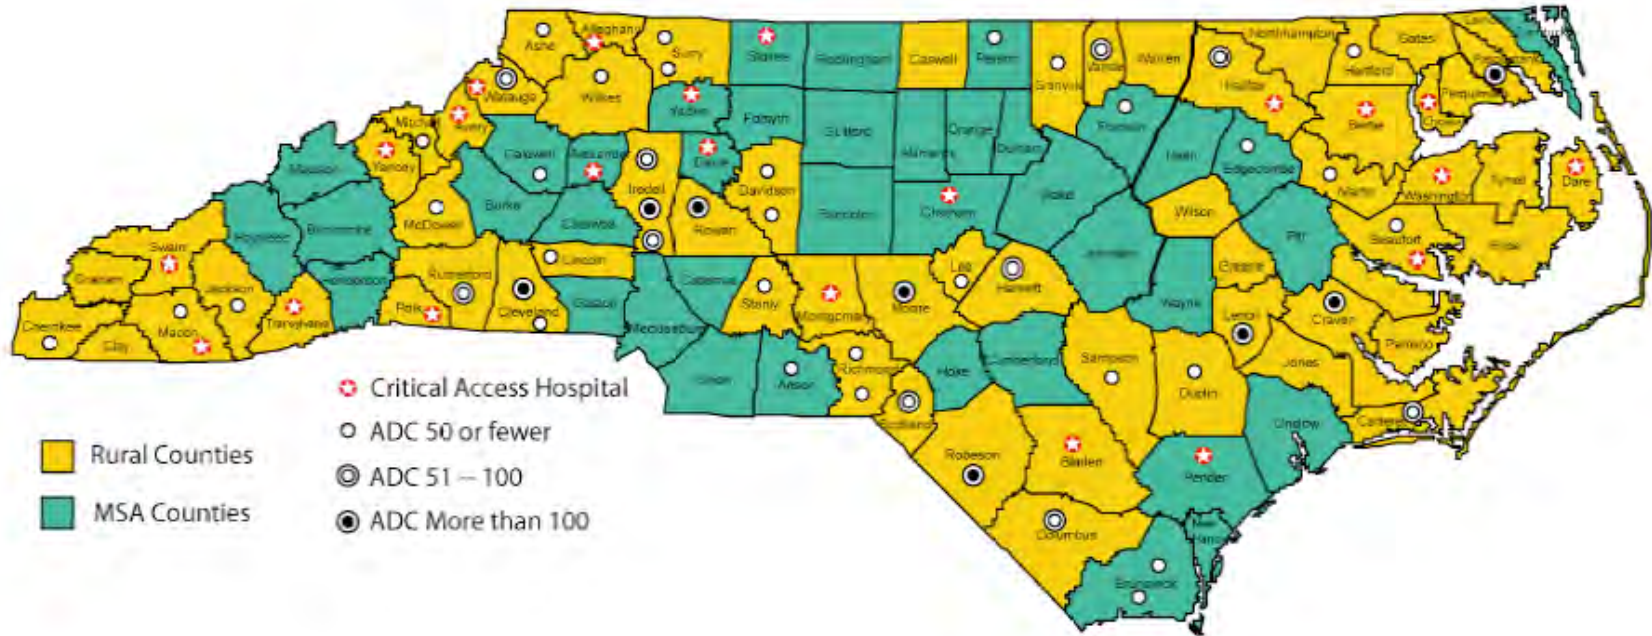 Alleghany
Northampton
Gates
Ashe
Surry
Stokes
Rockingham
Caswell
Person
Vance
Warren
Hertford
Granville
Halifax
Watauga
Wilkes
Yadkin
Forsyth
Guilford
Orange
Durham
Franklin
Nash
Bertie
Perquimans
Chowan
Mitchell
Avery
Yancey
Caldwell
Alexander
Iredell
Davie
Davidson
Edgecombe
Martin
Washington
Tyrrell
Dare
Madison
Burke
Catawba
Rowan
Randolph
Chatham
Wake
Wilson
Pitt
Beaufort
Hyde
McDowell
Buncombe
Haywood
Swain
Graham
Jackson
Henderson
Rutherford
Lincoln
Cabarrus
Lee
Johnston
Greene
Cherokee
Clay
Macon
Transylvania
Polk
Cleveland
Gaston
Stanly
Montgomery
Moore
Harnett
Wayne
Lenoir
Craven
Pamlico
Mecklenburg
Union
Anson
Richmond
Hoke
Cumberland
Sampson
Duplin
Jones
Carteret
Scotland
Onslow
Robeson
Bladen
Pender
Columbus
Brunswick
Critical Access Hospital
ADC 50 or fewer
ADC 51 – 100
ADC More than 100
Rural Counties
MSA Counties